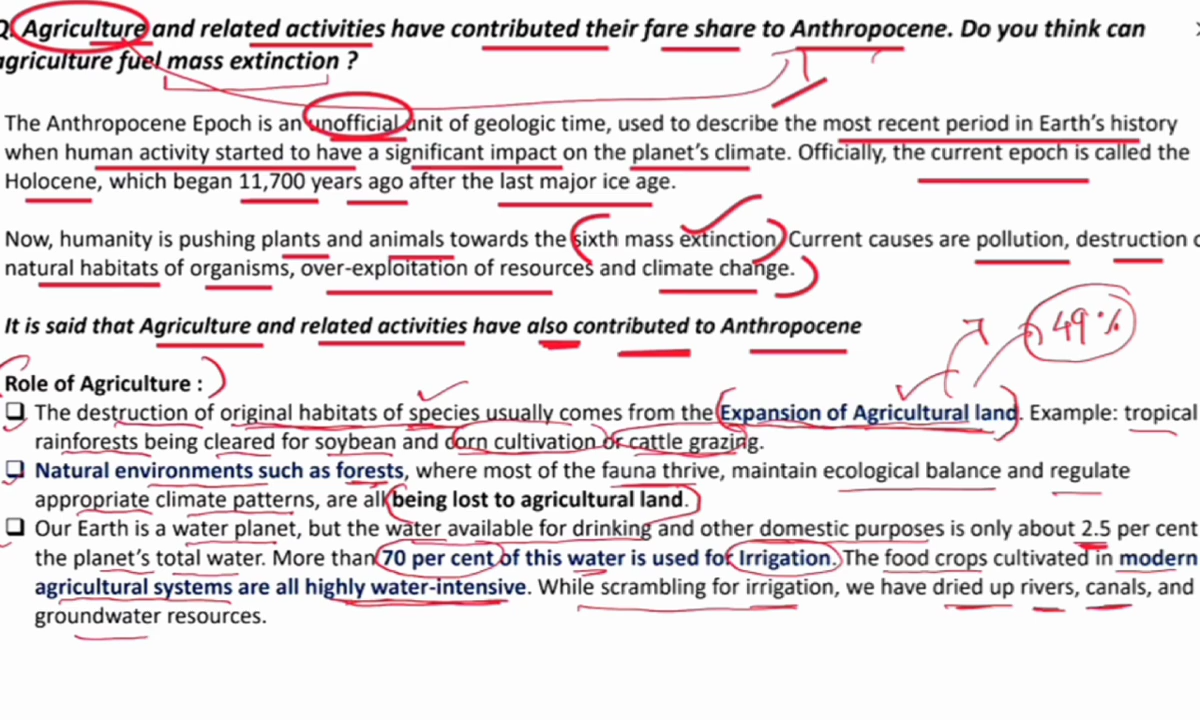 Q. Agriculture and related activities have contributed their fare share to Anthropocene. Do you think can
agriculture fuel mass extinction ?
The Anthropocene Epoch is an unofficial unit of geologic time, used to describe the most recent period in Earth's history
when human activity started to have a significant impact on the planet's climate. Officially, the current epoch is called the
Holocene, which began 11,700 years ago after the last major ice age.
Now, humanity is pushing plants and animals towards the sixth mass extinction. Current causes are pollution, destruction o
natural habitats of organisms, over-exploitation of resources and climate change.
It is said that Agriculture and related activities have also contributed to Anthropocene
49%
Role of Agriculture :
❑ The destruction of original habitats of species usually comes from the Expansion of Agricultural land. Example: tropical
rainforests being cleared for soybean and corn cultivation or cattle grazing.
❑ Natural environments such as forests, where most of the fauna thrive, maintain ecological balance and regulate
appropriate climate patterns, are all being lost to agricultural land.
❑ Our Earth is a water planet, but the water available for drinking and other domestic purposes is only about 2.5 per cent
the planet's total water. More than 70 per cent of this water is used for Irrigation. The food crops cultivated in modern
agricultural systems are all highly water-intensive. While scrambling for irrigation, we have dried up rivers, canals, and
groundwater resources.